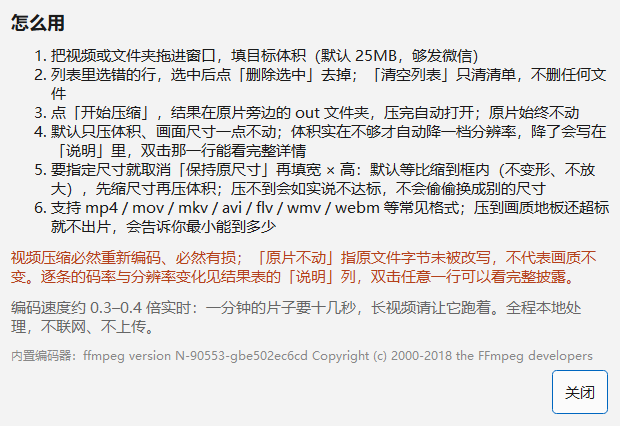 怎么用
1. 把视频或文件夹拖进窗口，填目标体积（默认 25MB，够发微信）
2. 列表里选错的行，选中后点「删除选中」去掉；「清空列表」只清清单，不删任何文
件
3. 点「开始压缩」，结果在原片旁边的 out 文件夹，压完自动打开；原片始终不动
4. 默认只压体积、画面尺寸一点不动；体积实在不够才自动降一档分辨率，降了会写在
「说明」里，双击那一行能看完整详情
5. 要指定尺寸就取消「保持原尺寸」再填宽 × 高：默认等比缩到框内（不变形、不放
大），先缩尺寸再压体积；压不到会如实说不达标，不会偷偷换成别的尺寸
6. 支持 mp4 / mov / mkv / avi / flv / wmv / webm 等常见格式；压到画质地板还超标
就不出片，会告诉你最小能到多少
视频压缩必然重新编码、必然有损；「原片不动」指原文件字节未被改写，不代表画质不
变。逐条的码率与分辨率变化见结果表的「说明」列，双击任意一行可以看完整披露。
编码速度约 0.3–0.4 倍实时：一分钟的片子要十几秒，长视频请让它跑着。全程本地处
理，不联网、不上传。
内置编码器：ffmpeg version N-90553-gbe502ec6cd Copyright (c) 2000-2018 the FFmpeg developers
关闭